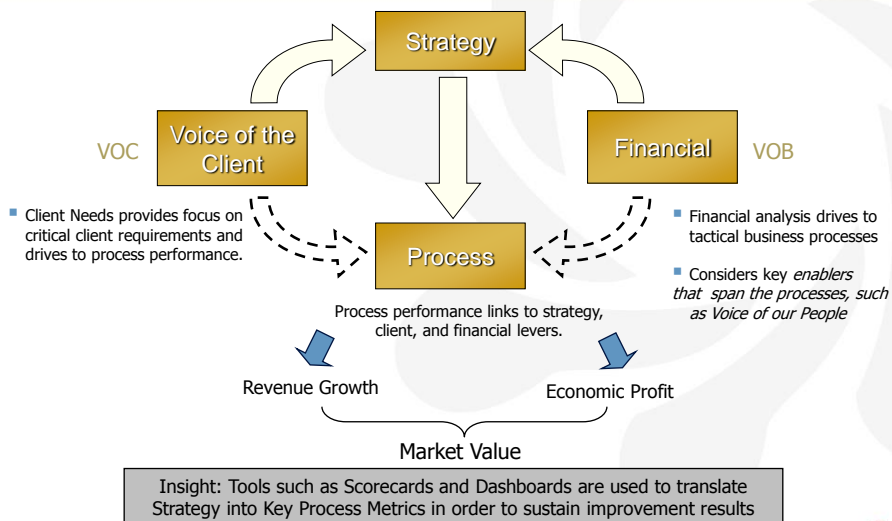 Strategy
VOC
Voice of the
Client
Financial
VOB
Client Needs provides focus on
critical client requirements and
drives to process performance.
Process
Financial analysis drives to
tactical business processes
Considers key enablers
that span the processes, such
as Voice of our People
Process performance links to strategy,
client, and financial levers.
Revenue Growth
Economic Profit
Market Value
Insight: Tools such as Scorecards and Dashboards are used to translate
Strategy into Key Process Metrics in order to sustain improvement results